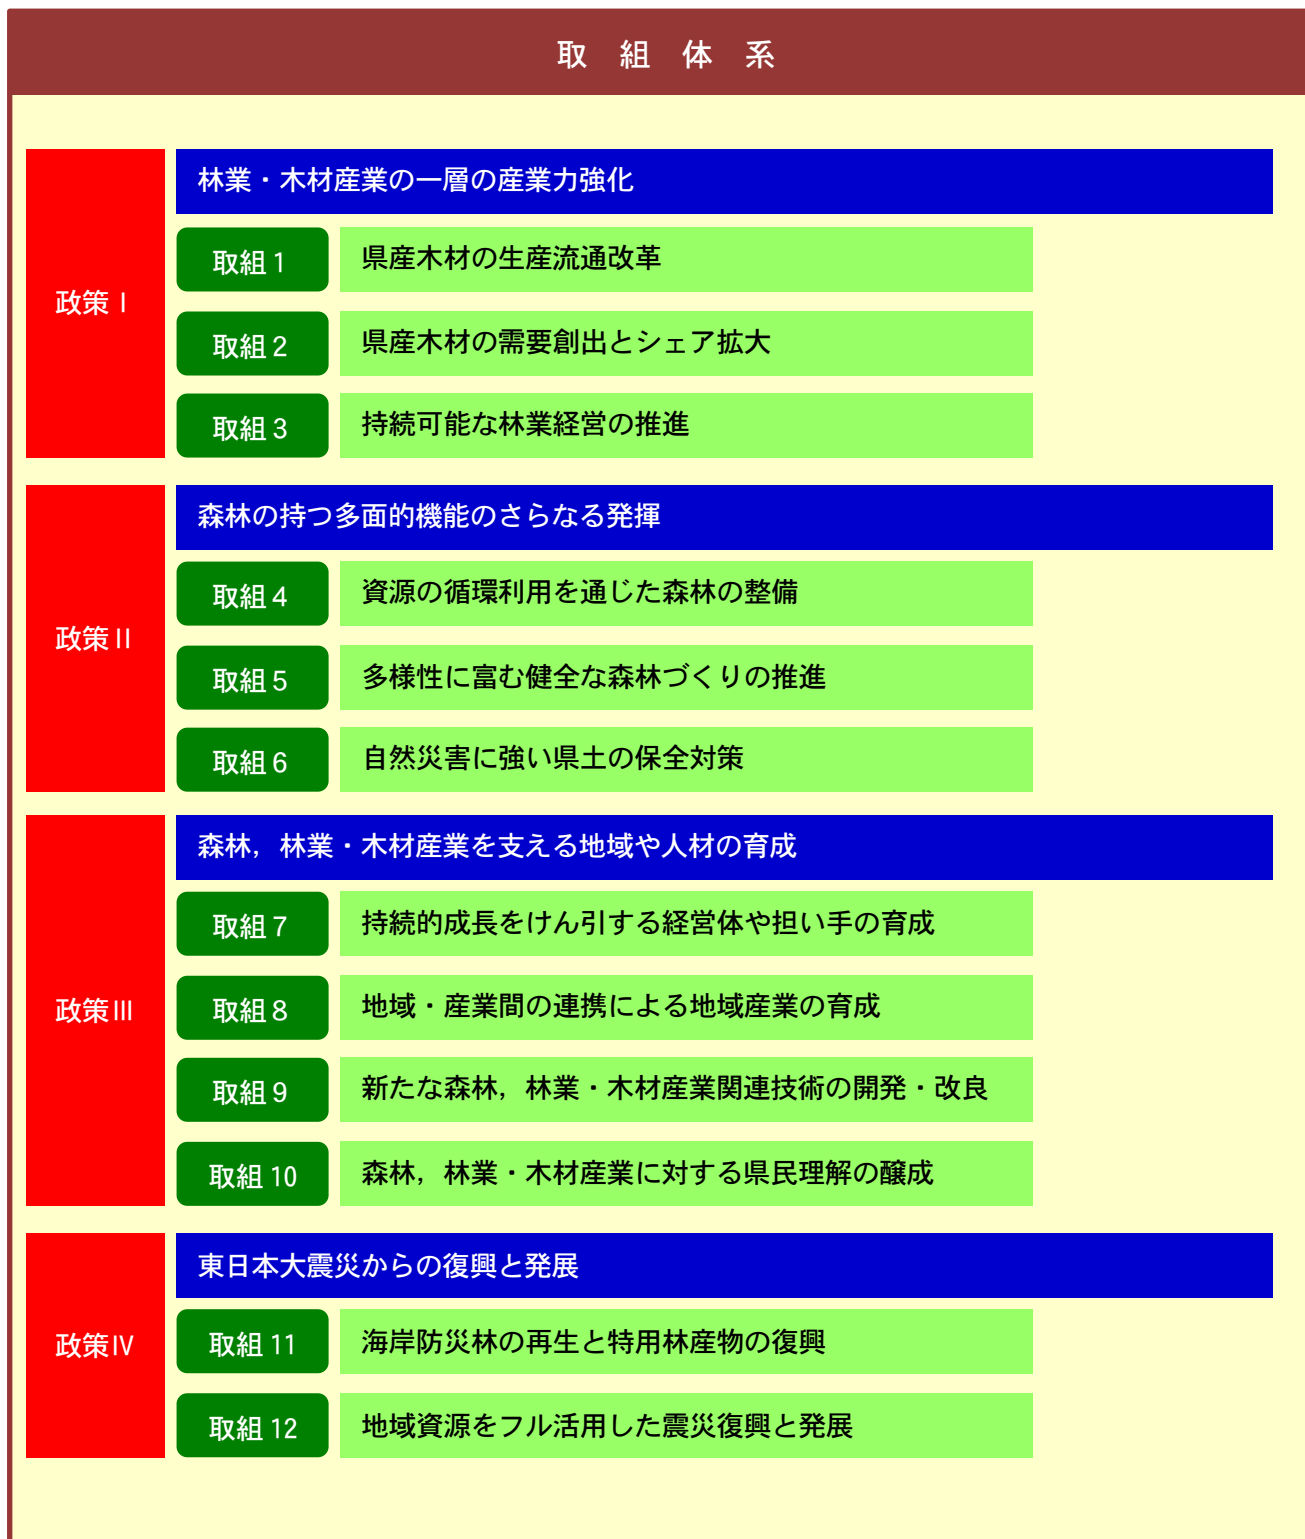 取組体系
政策Ⅰ
林業・木材産業の一層の産業力強化
取組１ 県産木材の生産流通改革
取組２ 県産木材の需要創出とシェア拡大
取組３ 持続可能な林業経営の推進
政策Ⅱ
森林の持つ多面的機能のさらなる発揮
取組４ 資源の循環利用を通じた森林の整備
取組５ 多様性に富む健全な森林づくりの推進
取組６ 自然災害に強い県土の保全対策
政策Ⅲ
森林，林業・木材産業を支える地域や人材の育成
取組７ 持続的成長をけん引する経営体や担い手の育成
取組８ 地域・産業間の連携による地域産業の育成
取組９ 新たな森林，林業・木材産業関連技術の開発・改良
取組10 森林，林業・木材産業に対する県民理解の醸成
政策Ⅳ
東日本大震災からの復興と発展
取組11 海岸防災林の再生と特用林産物の復興
取組12 地域資源をフル活用した震災復興と発展